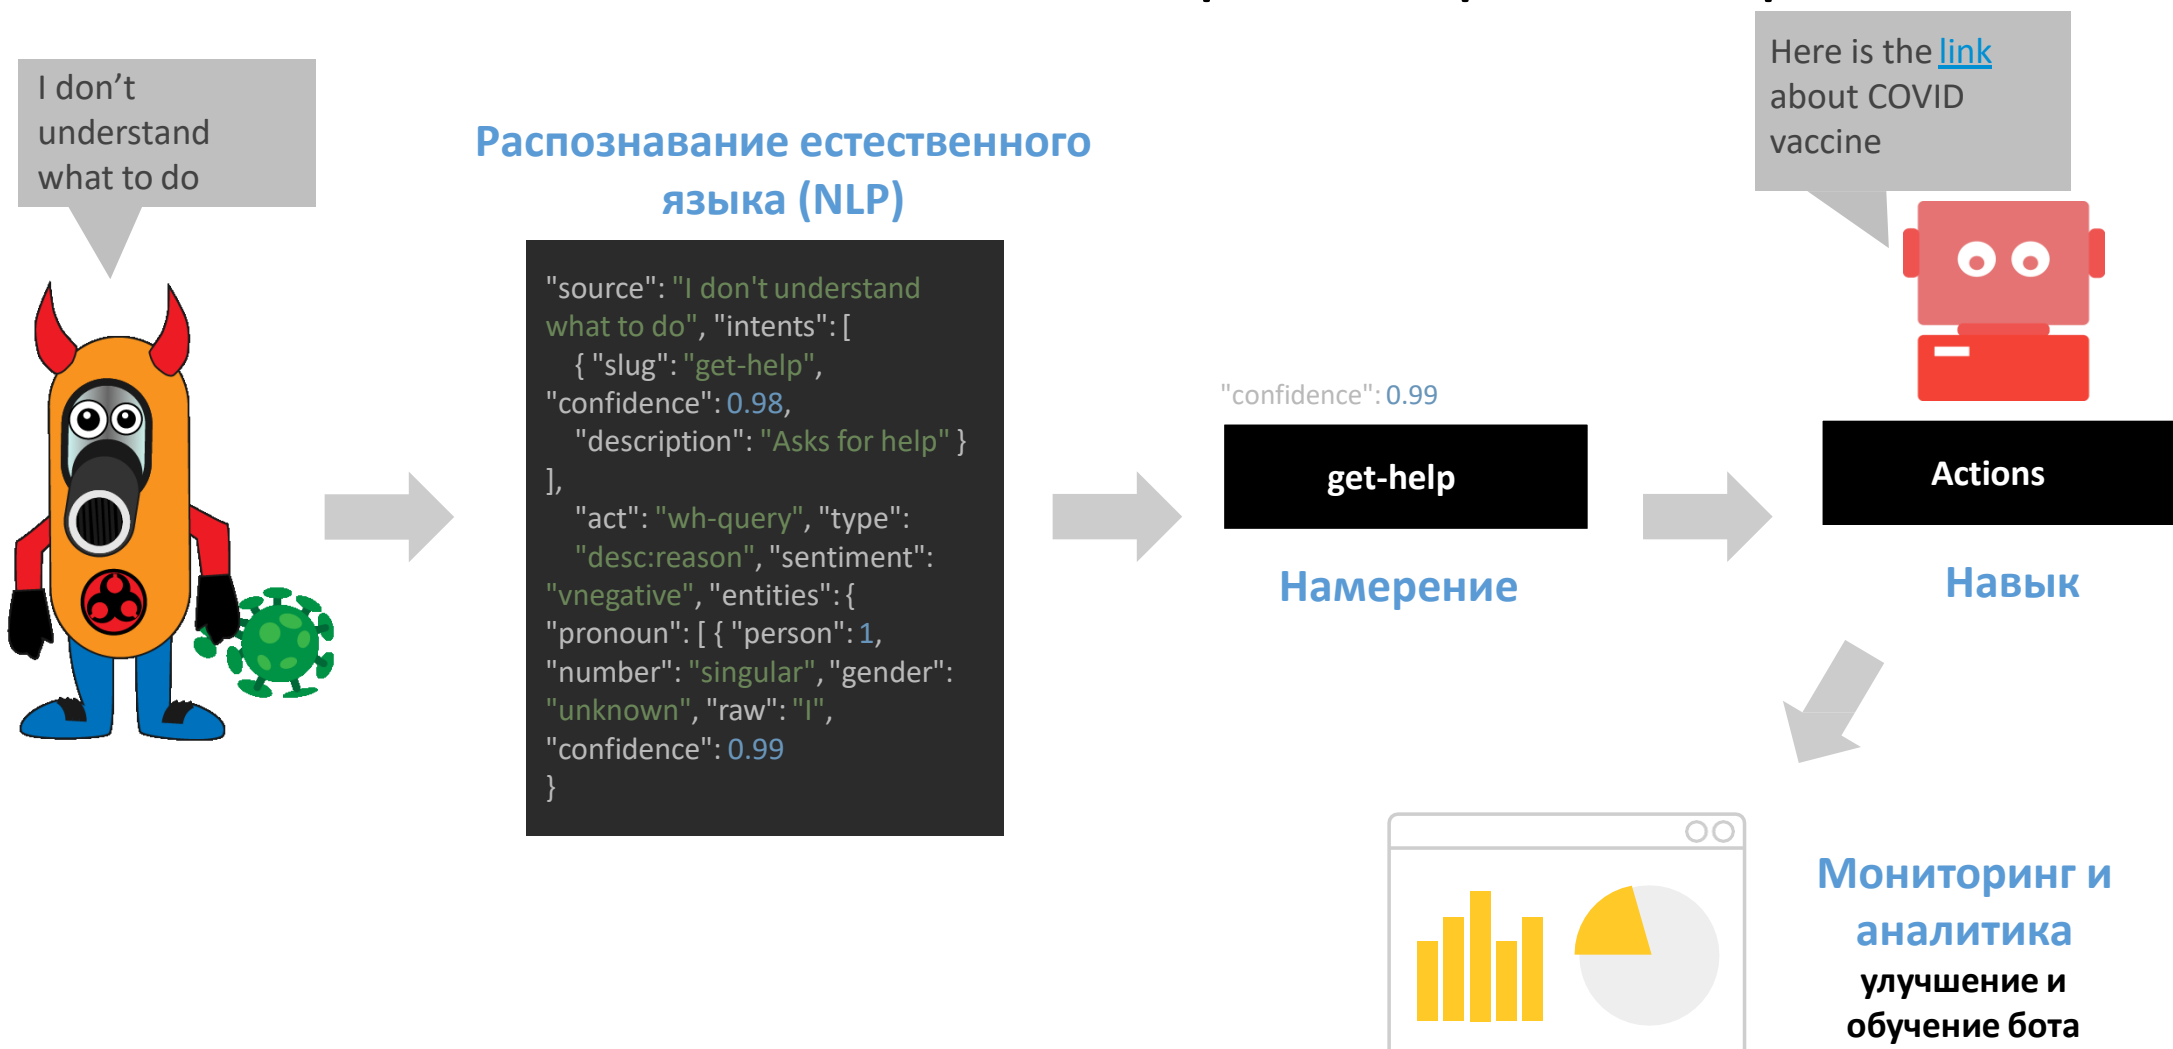 I don't
understand
what to do
Распознавание естественного
языка (NLP)
"source": "I don't understand
what to do", "intents": [
{ "slug": "get-help",
"confidence": 0.98,
"description": "Asks for help" }
],
"act": "wh-query", "type":
"desc:reason", "sentiment":
"vnegative", "entities": {
"pronoun": [ { "person": 1,
"number": "singular", "gender":
"unknown", "raw": "I",
"confidence": 0.99
}
"confidence": 0.99
get-help
Намерение
Here is the link
about COVID
vaccine
Actions
Навык
Мониторинг и
аналитика
улучшение и
обучение бота